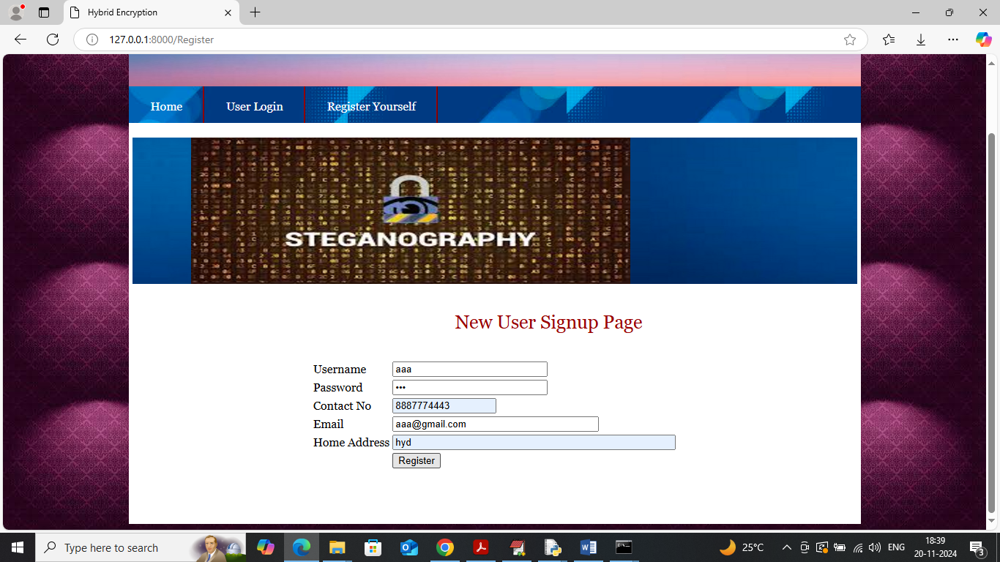 Hybrid Encryption
127.0.0.1:8000/Register
Home User Login Register Yourself
STEGANOGRAPHY
New User Signup Page
Username aaa
Password •••
Contact No 8887774443
Email aaa@gmail.com
Home Address hyd
Register
Type here to search
25°C
ENG
18:39
20-11-2024
3